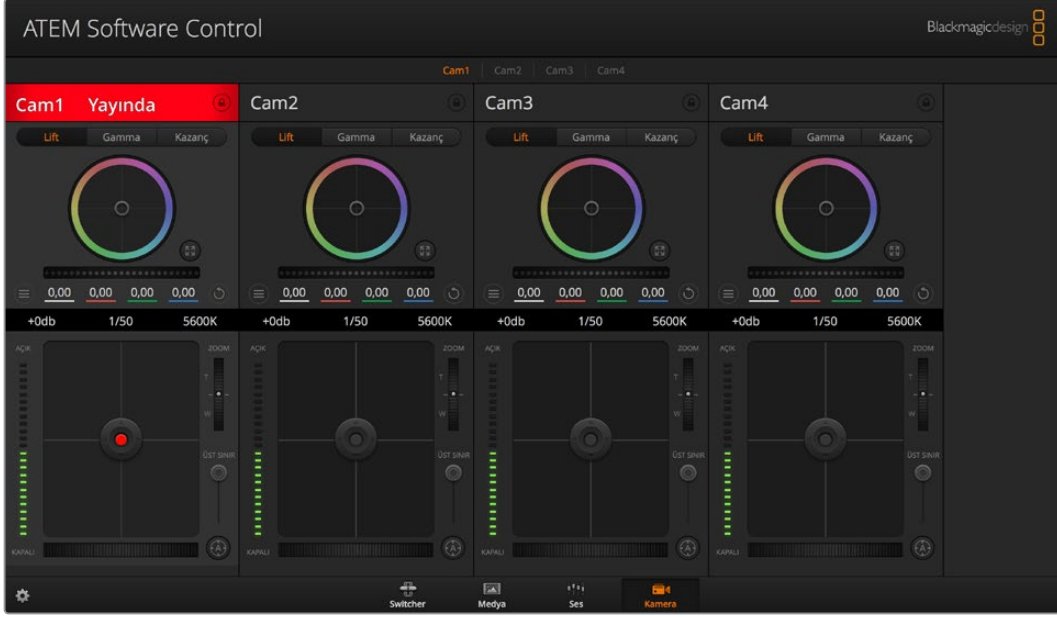 ATEM Software Control
Blackmagicdesign
Cam1 Cam2 Cam3 Cam4
Cam1 Yayında Cam2 Cam3 Cam4
Lift Gamma Kazanç Lift Gamma Kazanç Lift Gamma Kazanç Lift Gamma Kazanç
0,00 0,00 0,00 0,00 0,00 0,00 0,00 0,00 0,00 0,00 0,00 0,00 0,00 0,00 0,00 0,00
+0db 1/50 5600K +0db 1/50 5600K +0db 1/50 5600K +0db 1/50 5600K
AÇIK ZOOM AÇIK ZOOM AÇIK ZOOM AÇIK ZOOM
T T T T
W W W W
ÜST SINIR ÜST SINIR ÜST SINIR ÜST SINIR
A A A A
KAPALI KAPALI KAPALI KAPALI
Switcher Medya Ses Kamera